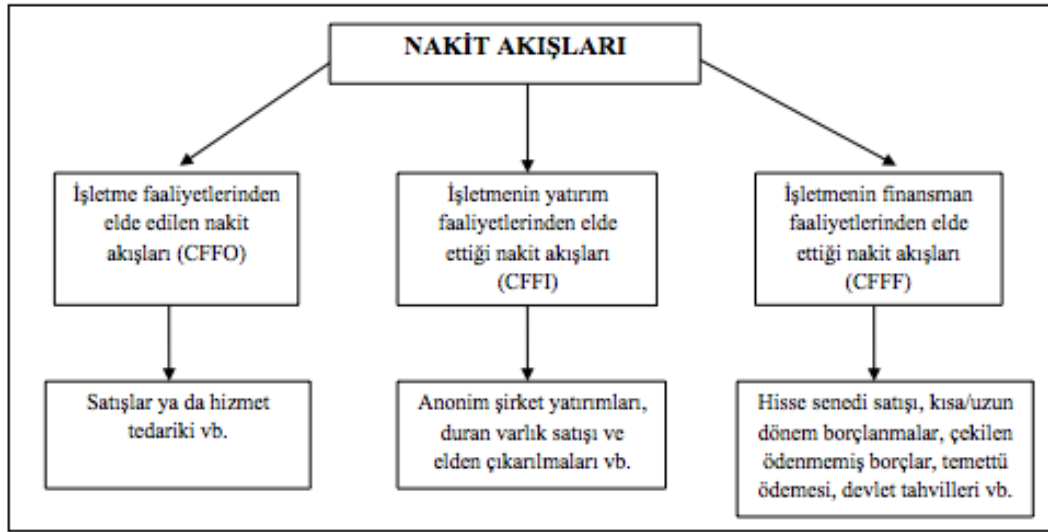 NAKİT AKIŞLARI
İşletme faaliyetlerinden
elde edilen nakit
akışları (CFFO)
İşletmenin yatırım
faaliyetlerinden elde
ettiği nakit akışları
(CFFI)
İşletmenin finansman
faaliyetlerinden elde
ettiği nakit akışları
(CFFF)
Satışlar ya da hizmet
tedariki vb.
Anonim şirket yatırımları,
duran varlık satışı ve
elden çıkarılmaları vb.
Hisse senedi satışı, kısa/uzun
dönem borçlanmalar, çekilen
ödenmemiş borçlar, temettü
ödemesi, devlet tahvilleri vb.